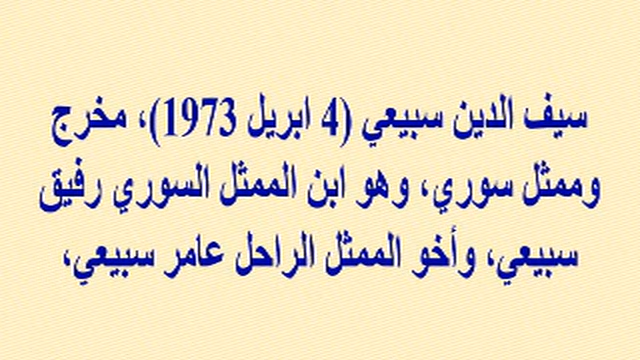 سيف الدين سبيعي (4 ابريل 1973)، مخرج
وممثل سوري، وهو ابن الممثل السوري رفيق
سبيعي، وأخو الممثل الراحل عامر سبيعي،